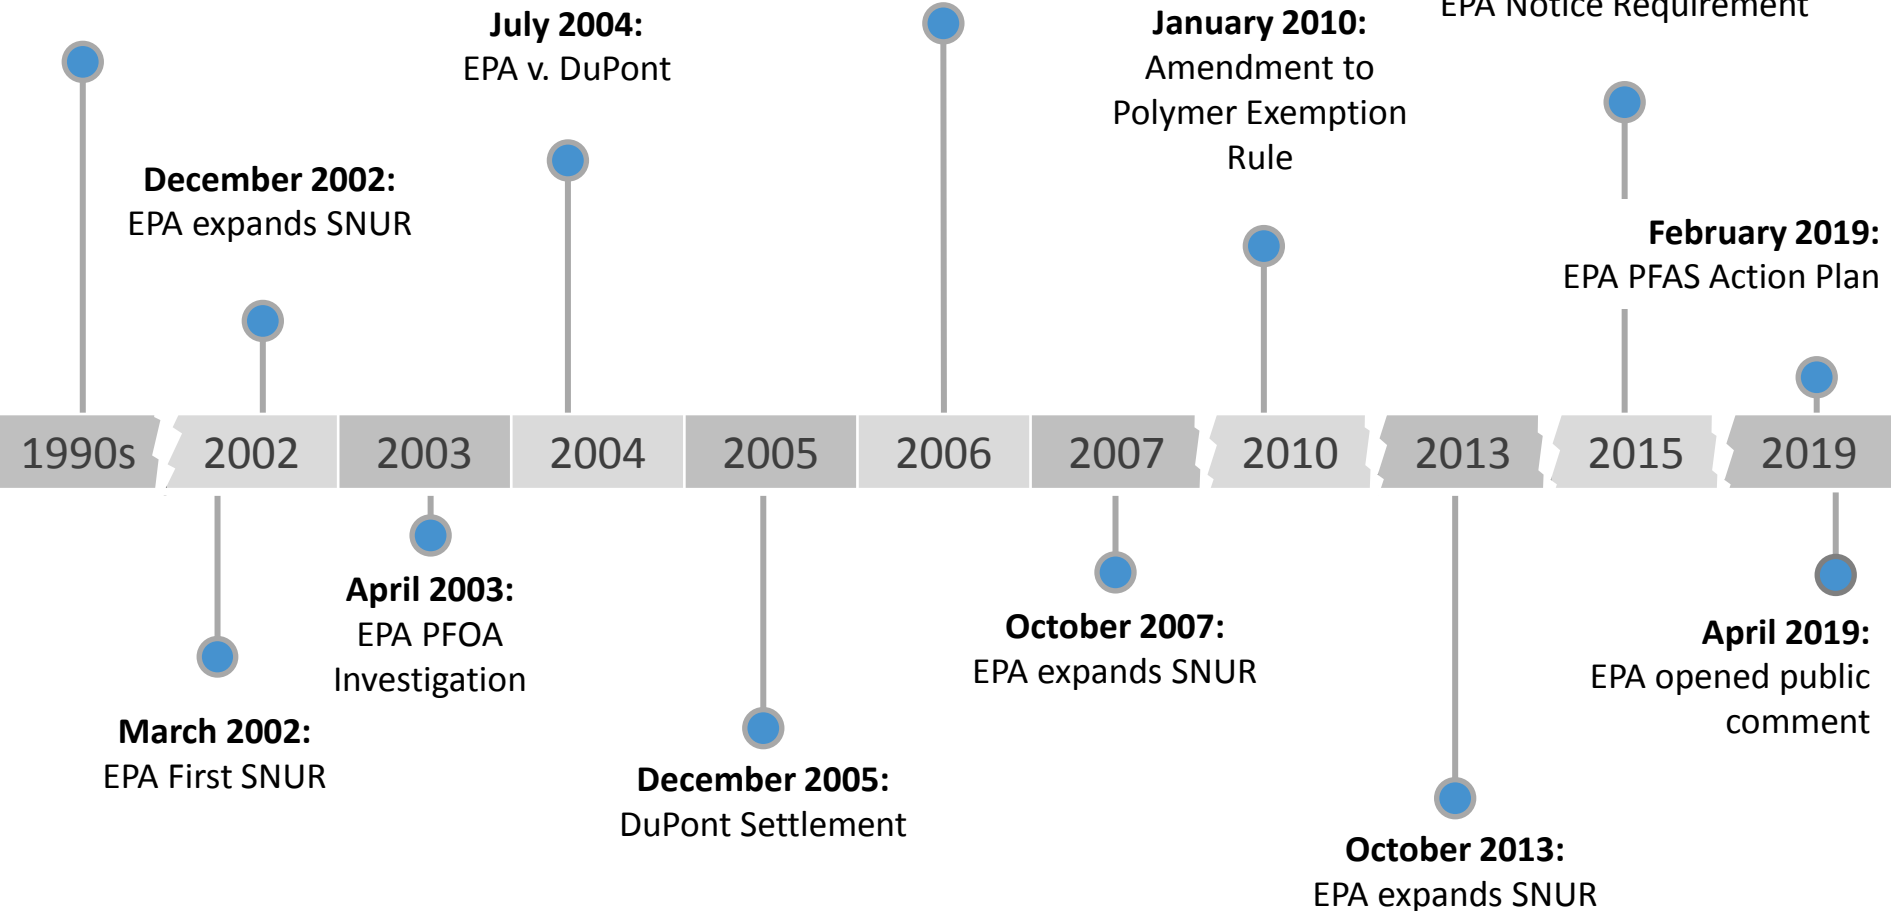 July 2004:
EPA v. DuPont
January 2010:
Amendment to
Polymer Exemption
Rule
EPA Notice Requirement
December 2002:
EPA expands SNUR
February 2019:
EPA PFAS Action Plan
1990s
2002
2003
2004
2005
2006
2007
2010
2013
2015
2019
April 2003:
EPA PFOA
Investigation
March 2002:
EPA First SNUR
December 2005:
DuPont Settlement
October 2007:
EPA expands SNUR
October 2013:
EPA expands SNUR
April 2019:
EPA opened public
comment